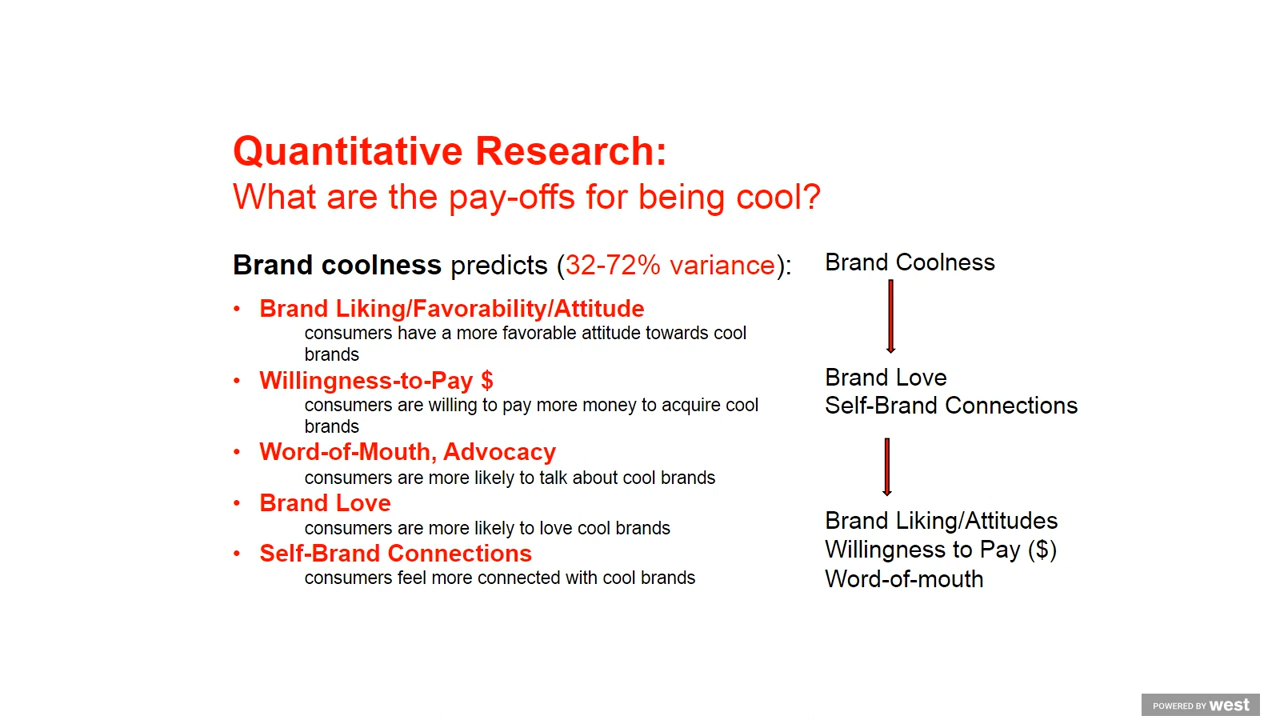 Quantitative Research:
What are the pay-offs for being cool?
Brand coolness predicts (32-72% variance):
• Brand Liking/Favorability/Attitude
consumers have a more favorable attitude towards cool
brands
• Willingness-to-Pay $
consumers are willing to pay more money to acquire cool
brands
• Word-of-Mouth, Advocacy
consumers are more likely to talk about cool brands
• Brand Love
consumers are more likely to love cool brands
• Self-Brand Connections
consumers feel more connected with cool brands
Brand Coolness
Brand Love
Self-Brand Connections
Brand Liking/Attitudes
Willingness to Pay ($)
Word-of-mouth
POWERED BY west